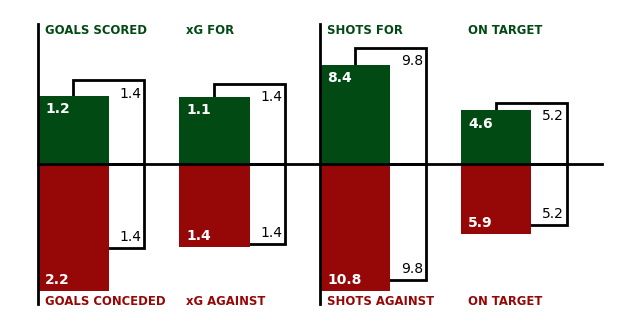 GOALS SCORED xG FOR SHOTS FOR ON TARGET
1.2 1.4 1.1 1.4 8.4 9.8 4.6 5.2
2.2 1.4 1.4 1.4 10.8 9.8 5.9 5.2
GOALS CONCEDED xG AGAINST SHOTS AGAINST ON TARGET